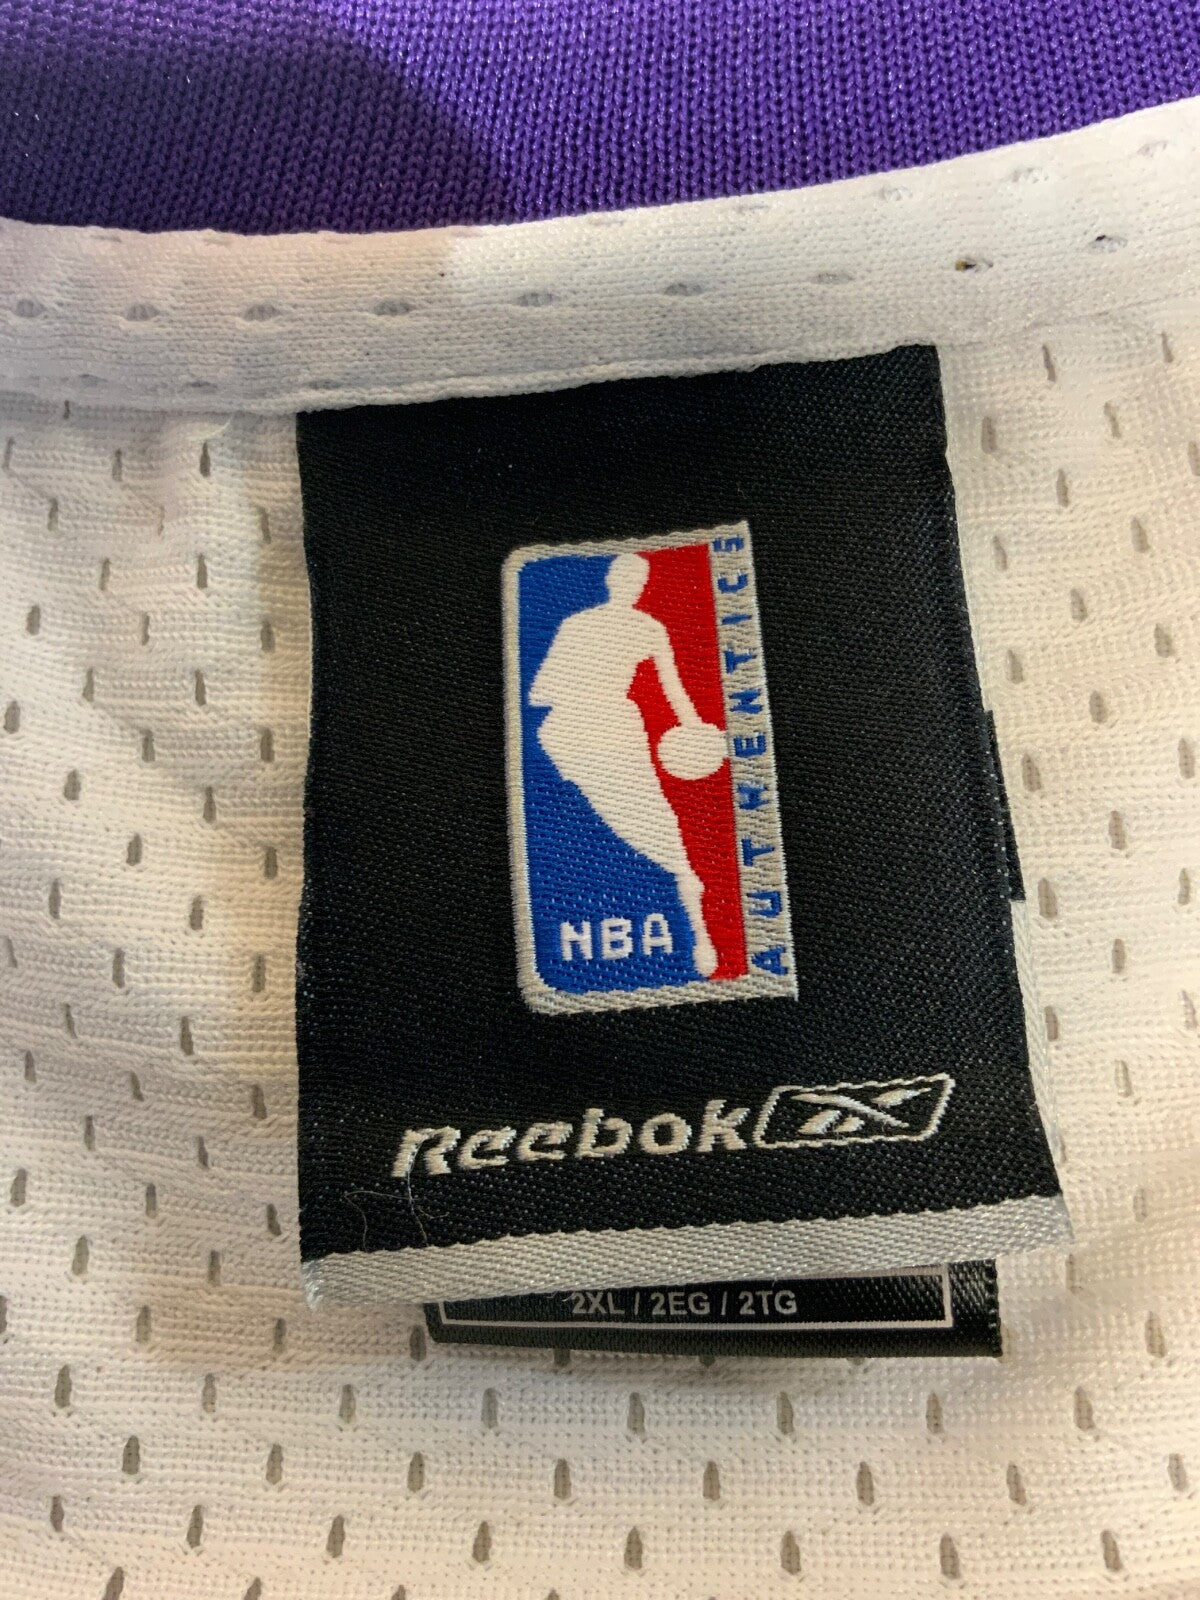 AUTHENTICS
NBA
Reebok
2XL / 2EG / 2TG